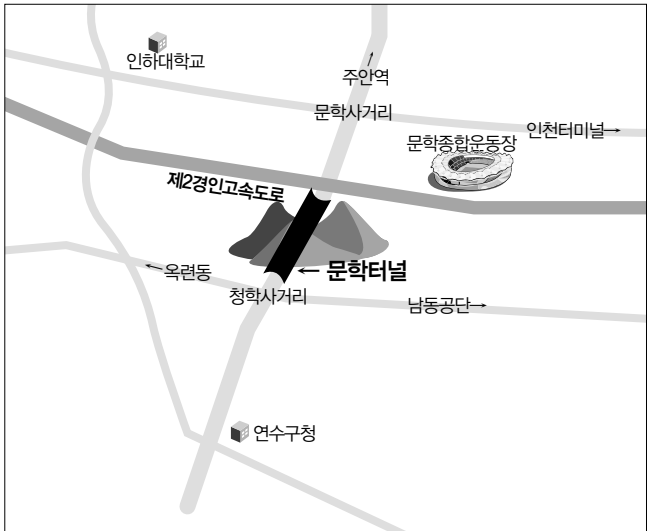 인하대학교
↑
주안역
문학사거리
인천터미널→
문학종합운동장
제2경인고속도로
←옥련동
←문학터널
청학사거리
남동공단→
연수구청